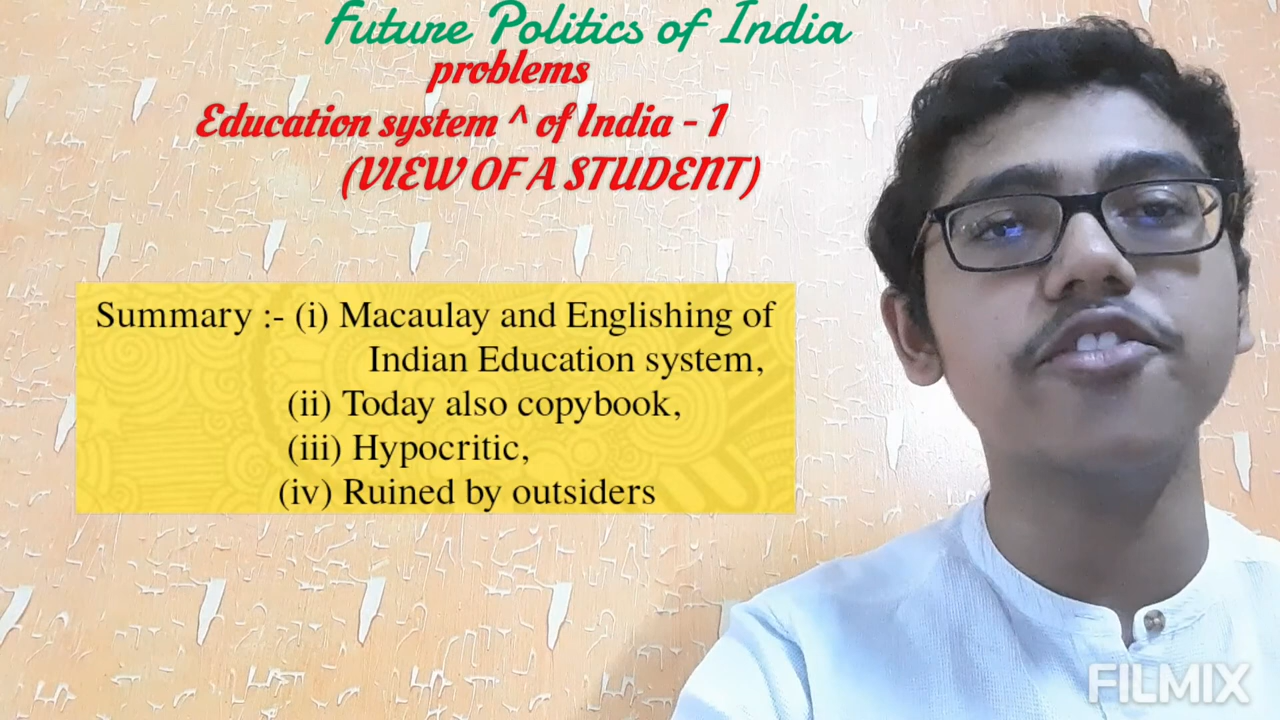 Future Politics of India
problems
Education system ^ of India - 1
(VIEW OF A STUDENT)
Summary :- (i) Macaulay and Englishing of
Indian Education system,
(ii) Today also copybook,
(iii) Hypocritic,
(iv) Ruined by outsiders
FILMIX